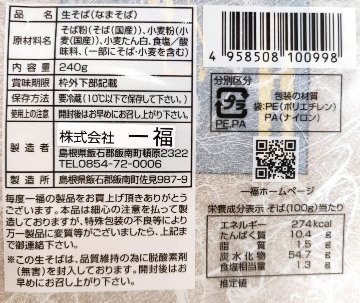 品名 生そば(なまそば)
原材料名 そば粉(そば(国産))、小麦粉(小
麦(国産))、小麦たん白、食塩／酸
味料、(一部にそば・小麦を含む)
内容量 240g
賞味期限 枠外下部に記載
保存方法 要冷蔵(10℃以下で保存して下さい。)
使用上の注意 開封後はお早めにお召し上がり下さい。
製造者 株式会社 一福
島根県飯石郡飯南町頓原2322
TEL0854-72-0006
製造所 島根県飯石郡飯南町佐見987-9
毎度一福の製品をお買上げ頂きありがとうございま
す。本品は細心の注意を払って製造
しておりますが、特殊包装の不良等により
万一製品に変質等がございましたら、上記ま
で御連絡下さい。
※この生そばは、品質維持の為に脱酸素剤
(無害)を封入しております。開封後はお早
めにお召し上がり下さい。
4 958508 100998
分別区分
プラ
PE,PA
包装の材質
袋:PE(ポリエチレン)
PA(ナイロン)
一福ホームページ
栄養成分表示 そば(100g)当たり
エネルギー 274kcal
たんぱく質 10.4g
脂質 1.5g
炭水化物 54.7g
食塩相当量 1.3g
推定値